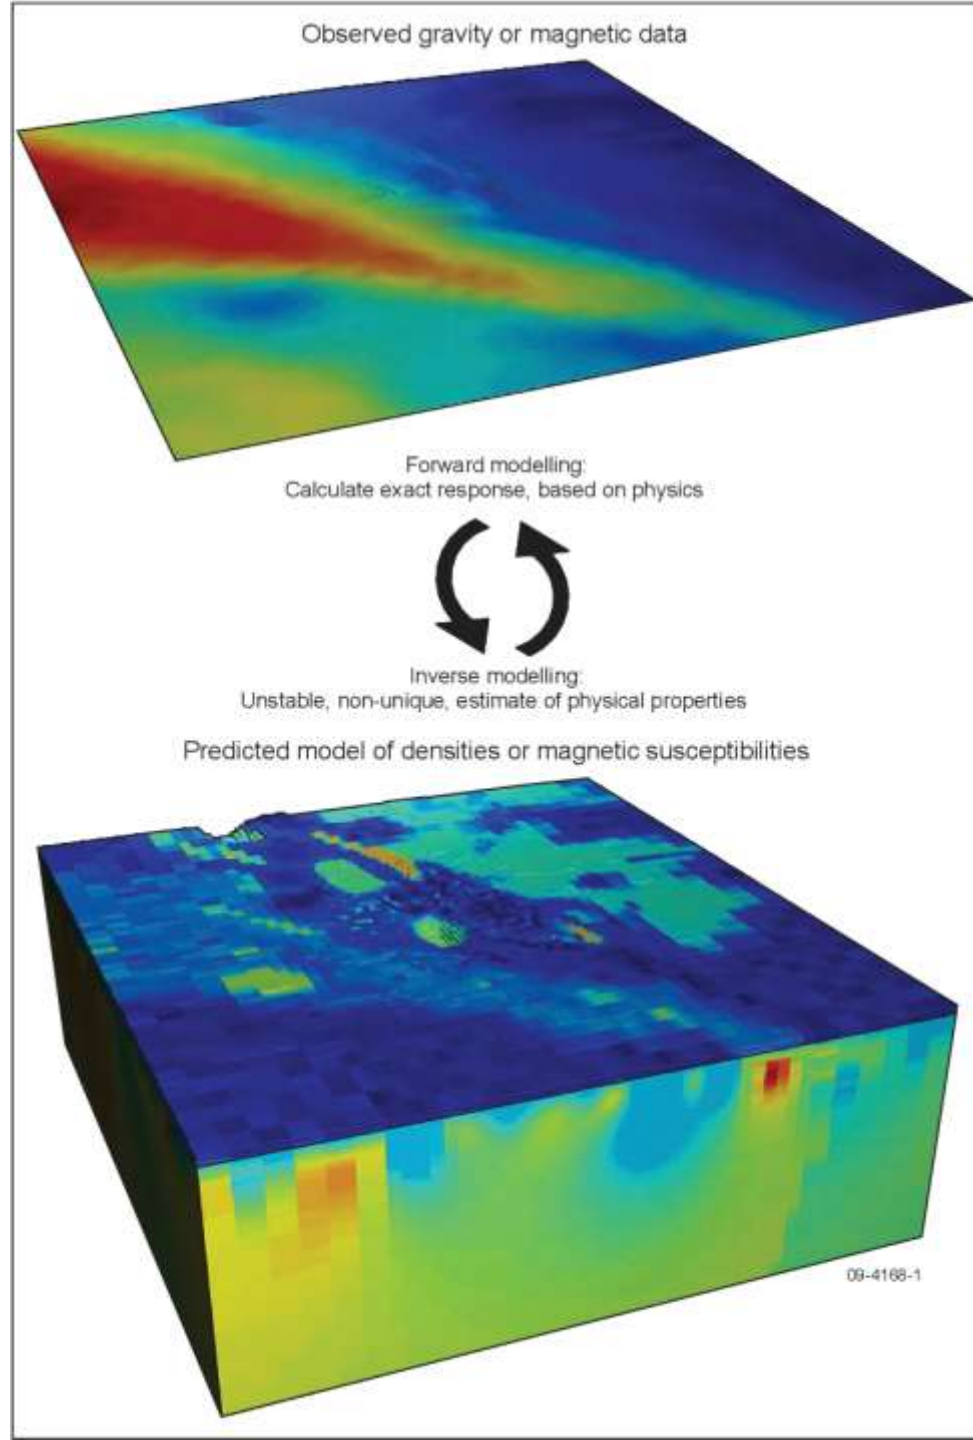 Observed gravity or magnetic data
Forward modelling:
Calculate exact response, based on physics
Inverse modelling:
Unstable, non-unique, estimate of physical properties
Predicted model of densities or magnetic susceptibilities
09-4168-1